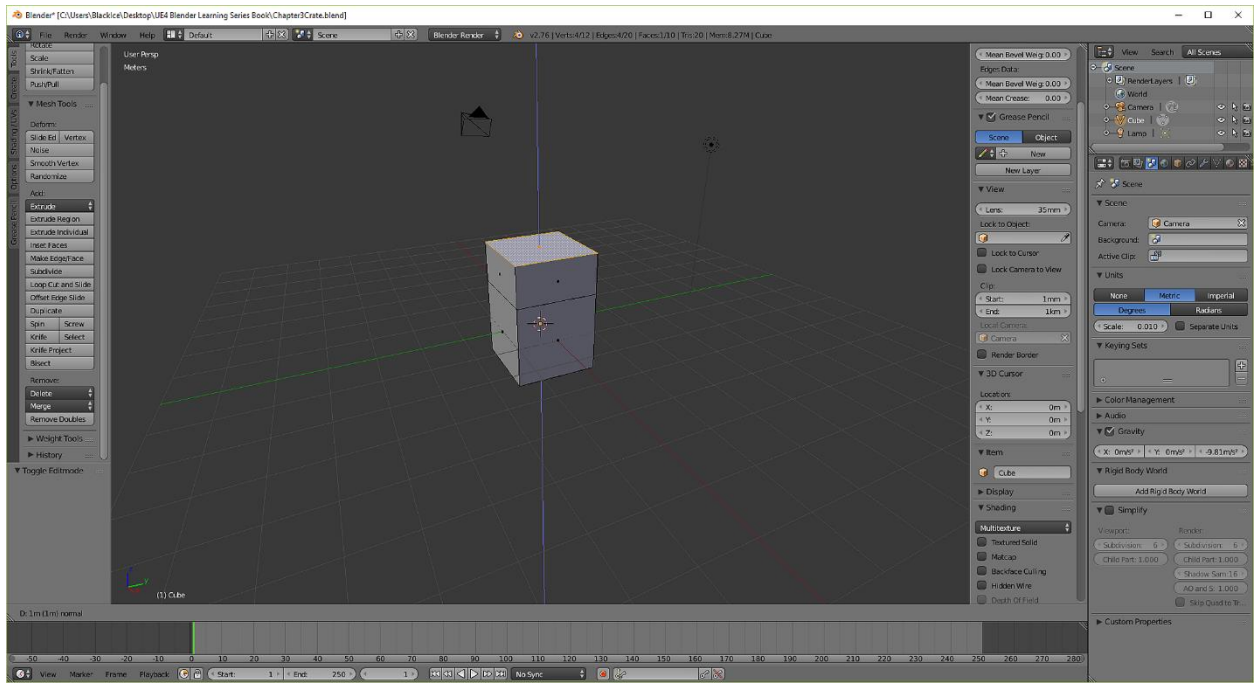 Blender* [C:\Users\BlackIce\Desktop\UE4 Blender Learning Series Book\Chapter3Crate.blend]
File Render Window Help Default Scene Blender Render v2.76 | Verts:4/12 | Edges:4/20 | Faces:1/10 | Tris:20 | Mem:8.27M | Cube
Tools
Create
Shading / UVs
Options
Grease Pencil
Rotate
Scale
Shrink/Fatten
Push/Pull
Mesh Tools
Deform:
Slide Ed Vertex
Noise
Smooth Vertex
Randomize
Add:
Extrude
Extrude Region
Extrude Individual
Inset Faces
Make Edge/Face
Subdivide
Loop Cut and Slide
Offset Edge Slide
Duplicate
Spin Screw
Knife Select
Knife Project
Bisect
Remove:
Delete
Merge
Remove Doubles
Weight Tools
History
Toggle Editmode
User Persp
Meters
Y
(1) Cube
D: 1m (1m) normal
Mean Bevel Weig: 0.00
Edges Data:
Mean Bevel Weig: 0.00
Mean Crease: 0.00
Grease Pencil
Scene Object
New
New Layer
View
Lens: 35mm
Lock to Object:
Lock to Cursor
Lock Camera to View
Clip:
Start: 1mm
End: 1km
Local Camera:
Camera
Render Border
3D Cursor
Location:
X: 0m
Y: 0m
Z: 0m
Item
Cube
Display
Shading
Multitexture
Textured Solid
Matcap
Backface Culling
Hidden Wire
Depth Of Field
View Search All Scenes
Scene
RenderLayers
World
Camera
Cube
Lamp
Scene
Scene
Camera: Camera
Background:
Active Clip:
Units
None Metric Imperial
Degrees Radians
Scale: 0.010 Separate Units
Keying Sets
Color Management
Audio
Gravity
X: 0m/s² Y: 0m/s² -9.81m/s²
Rigid Body World
Add Rigid Body World
Simplify
Viewport: Render:
Subdivision: 6 Subdivision: 6
Child Part: 1.000 Child Part: 1.000
Shadow Sam: 16
AO and S: 1.000
Skip Quad to Tr...
Custom Properties
-50 -40 -30 -20 -10 0 10 20 30 40 50 60 70 80 90 100 110 120 130 140 150 160 170 180 190 200 210 220 230 240 250 260 270 280
View Marker Frame Playback Start: 1 End: 250 1 No Sync